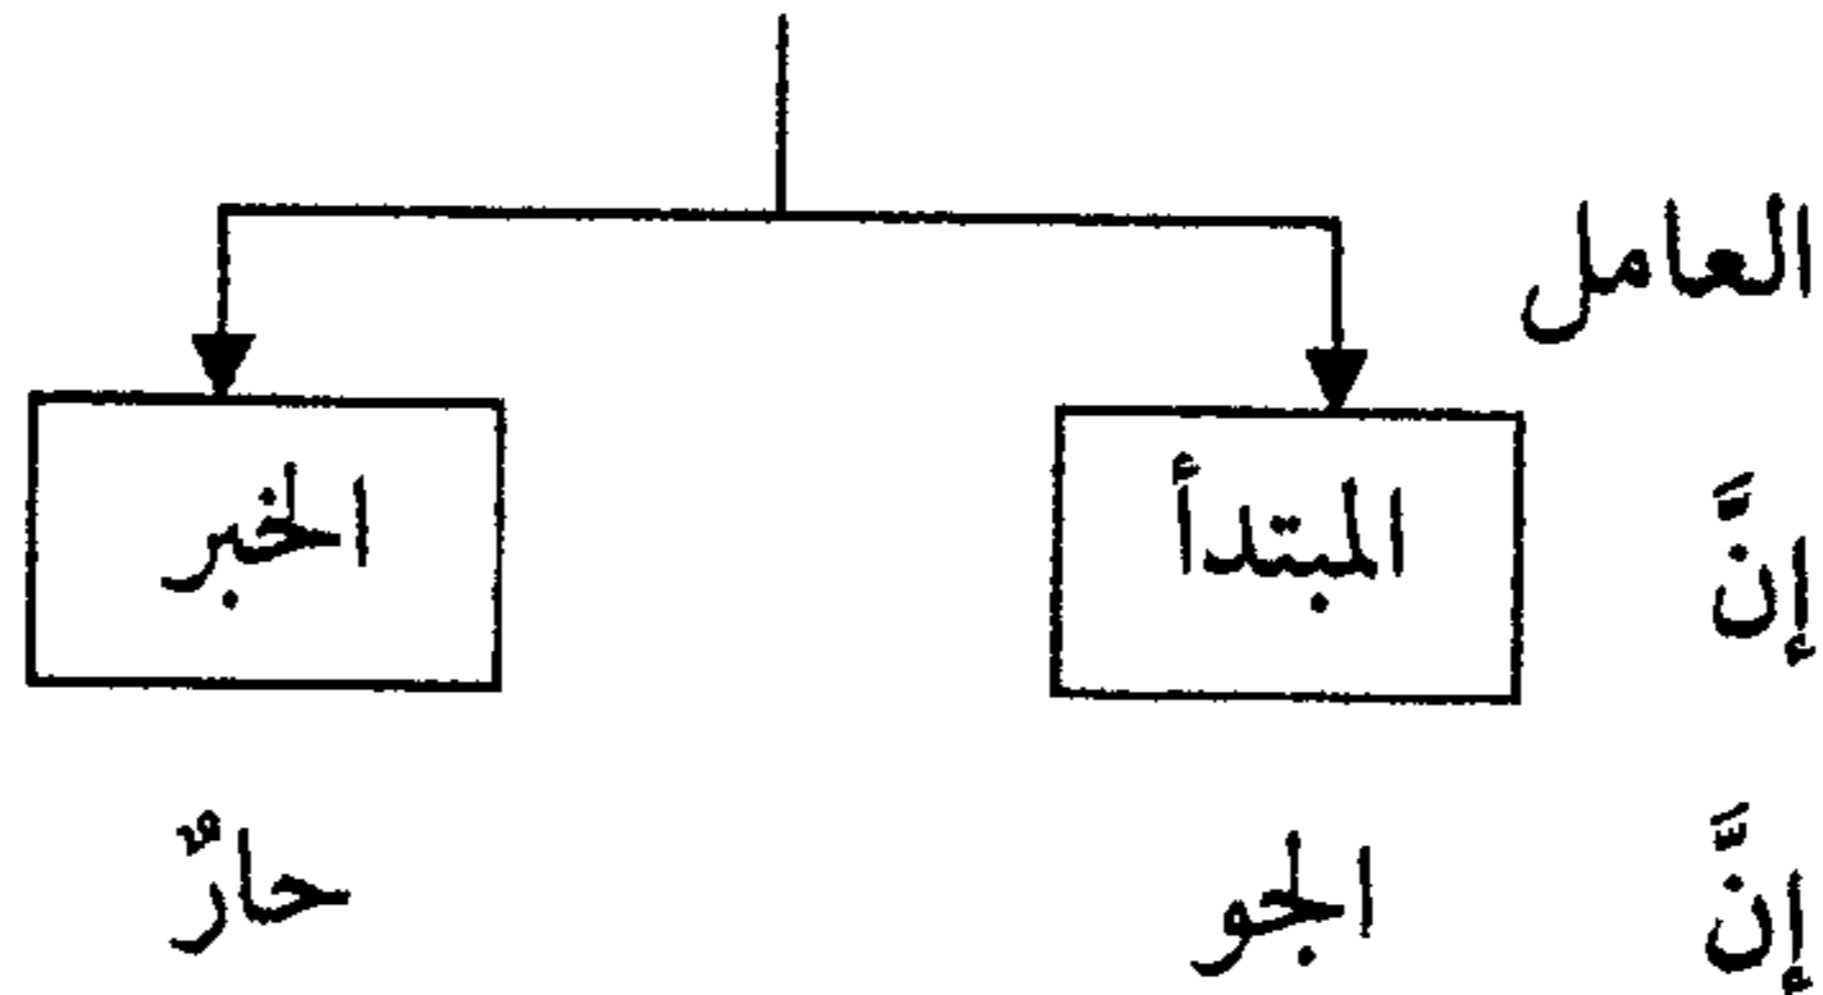 العامل
إنَّ المبتدأ الخبر
إنَّ الجو حارٌ